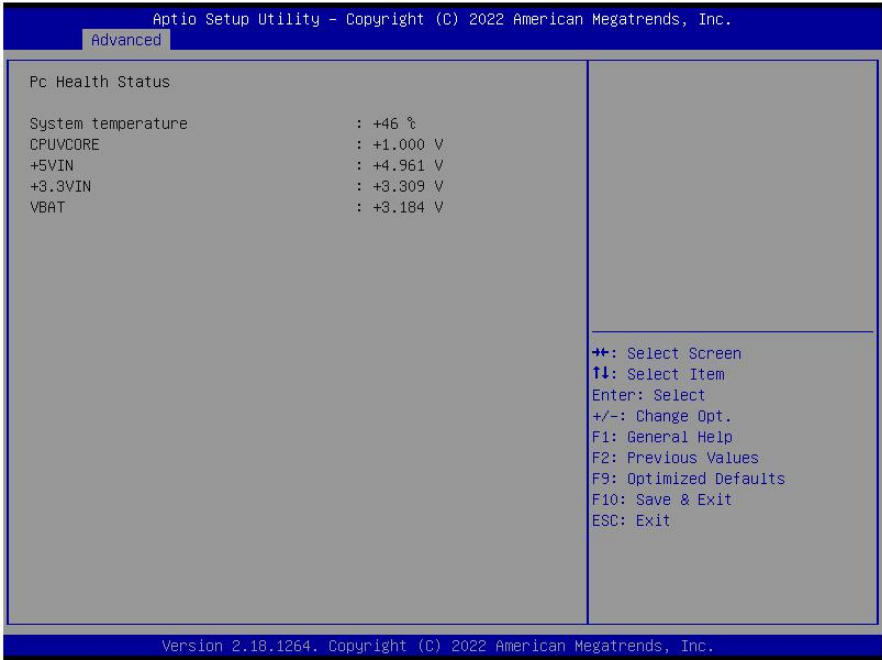 Aptio Setup Utility – Copyright (C) 2022 American Megatrends, Inc.
Advanced
Pc Health Status
System temperature : +46 ℃
CPUVCORE : +1.000 V
+5VIN : +4.961 V
+3.3VIN : +3.309 V
VBAT : +3.184 V
→←: Select Screen
↑↓: Select Item
Enter: Select
+/-: Change Opt.
F1: General Help
F2: Previous Values
F9: Optimized Defaults
F10: Save & Exit
ESC: Exit
Version 2.18.1264. Copyright (C) 2022 American Megatrends, Inc.